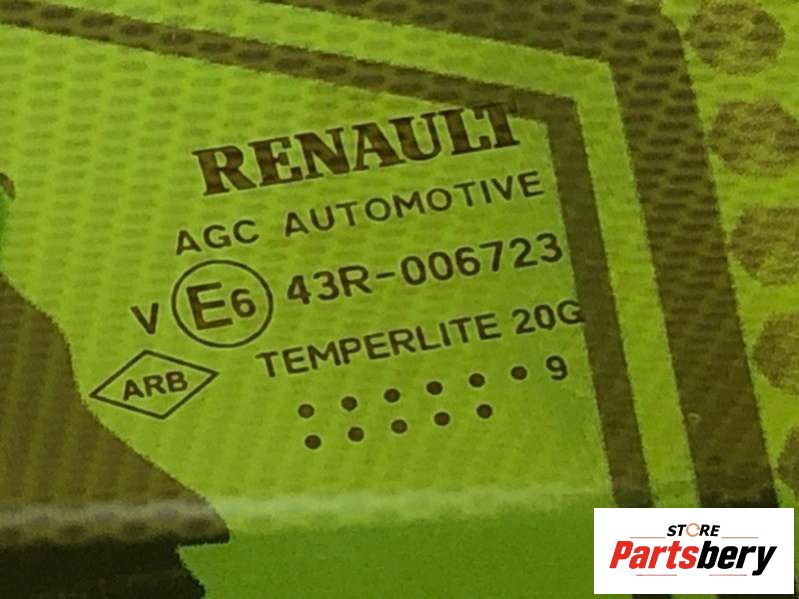 RENAULT
AGC AUTOMOTIVE
V E6 43R-006723
TEMPERLITE 20G
ARB
9
STORE
Partsbery